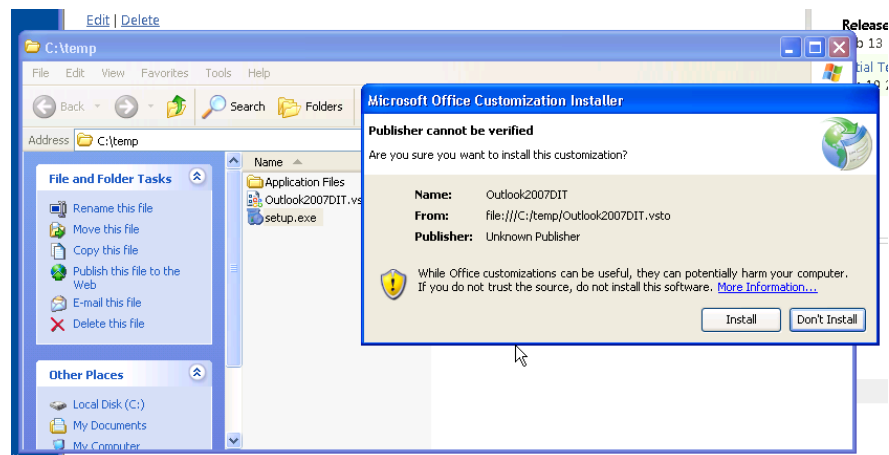 Edit | Delete
Release
b 13
tial Te
C:\temp
File Edit View Favorites Tools Help
Back Search Folders
Address C:\temp
File and Folder Tasks
Rename this file
Move this file
Copy this file
Publish this file to the
Web
E-mail this file
Delete this file
Other Places
Local Disk (C:)
My Documents
My Computer
Name
Application Files
Outlook2007DIT.vs
setup.exe
Microsoft Office Customization Installer
Publisher cannot be verified
Are you sure you want to install this customization?
Name: Outlook2007DIT
From: file:///C:/temp/Outlook2007DIT.vsto
Publisher: Unknown Publisher
While Office customizations can be useful, they can potentially harm your computer.
If you do not trust the source, do not install this software. More Information...
Install Don't Install